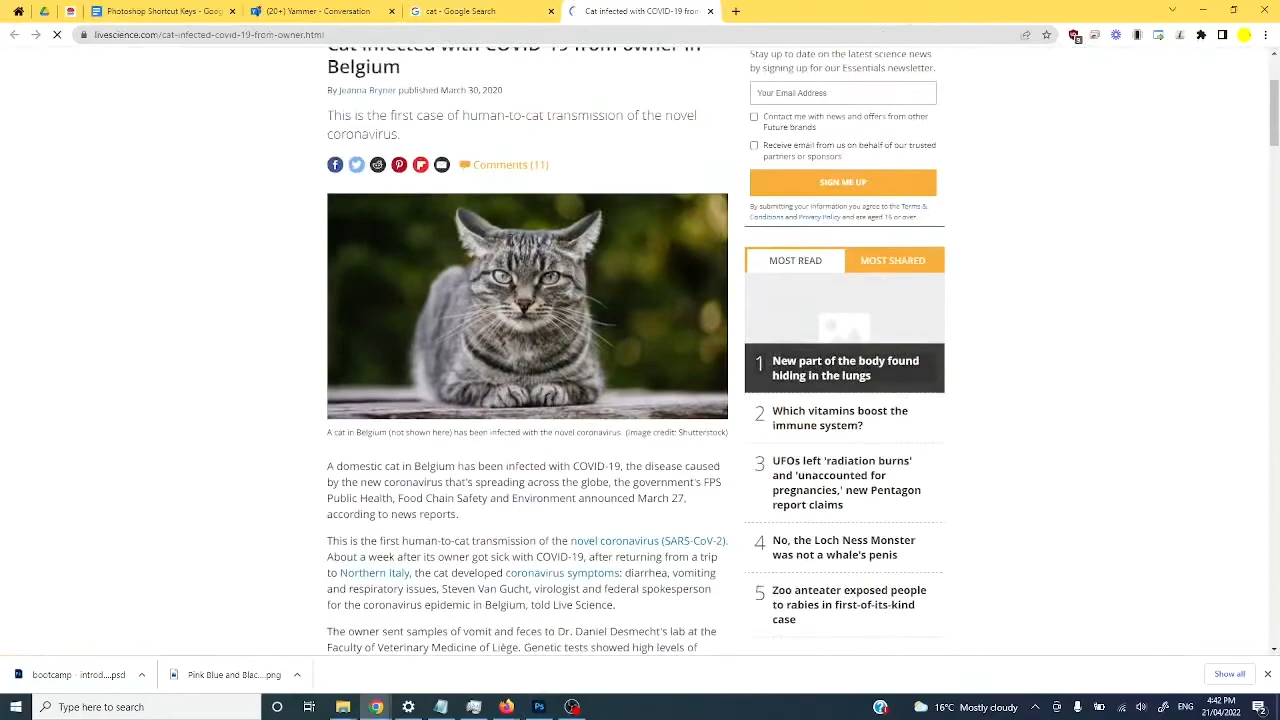 Photoshop Shortcut Keys - Goog
(20+) Yammer - Conversation
cat - Google Search
Cat infected with COVID-19 from
livescience.com/cat-infected-covid-19-from-owner.html
Cat infected with COVID-19 from owner in
Belgium
By Jeanna Bryner published March 30, 2020
This is the first case of human-to-cat transmission of the novel
coronavirus.
Comments (11)
A cat in Belgium (not shown here) has been infected with the novel coronavirus. (Image credit: Shutterstock)
A domestic cat in Belgium has been infected with COVID-19, the disease caused
by the new coronavirus that's spreading across the globe, the government's FPS
Public Health, Food Chain Safety and Environment announced March 27,
according to news reports.
This is the first human-to-cat transmission of the novel coronavirus (SARS-CoV-2).
About a week after its owner got sick with COVID-19, after returning from a trip
to Northern Italy, the cat developed coronavirus symptoms: diarrhea, vomiting
and respiratory issues, Steven Van Gucht, virologist and federal spokesperson
for the coronavirus epidemic in Belgium, told Live Science.
The owner sent samples of vomit and feces to Dr. Daniel Desmecht's lab at the
Faculty of Veterinary Medicine of Liège. Genetic tests showed high levels of
Stay up to date on the latest science news
by signing up for our Essentials newsletter.
Your Email Address
Contact me with news and offers from other
Future brands
Receive email from us on behalf of our trusted
partners or sponsors
SIGN ME UP
By submitting your information you agree to the Terms &
Conditions and Privacy Policy and are aged 16 or over.
MOST READ
MOST SHARED
1 New part of the body found
hiding in the lungs
2 Which vitamins boost the
immune system?
3 UFOs left 'radiation burns'
and 'unaccounted for
pregnancies,' new Pentagon
report claims
4 No, the Loch Ness Monster
was not a whale's penis
5 Zoo anteater exposed people
to rabies in first-of-its-kind
case
bootcamp - introd....psd
Pink Blue and Blac....png
Show all
Type here to search
16°C Mostly cloudy
4:42 PM
21/04/2022